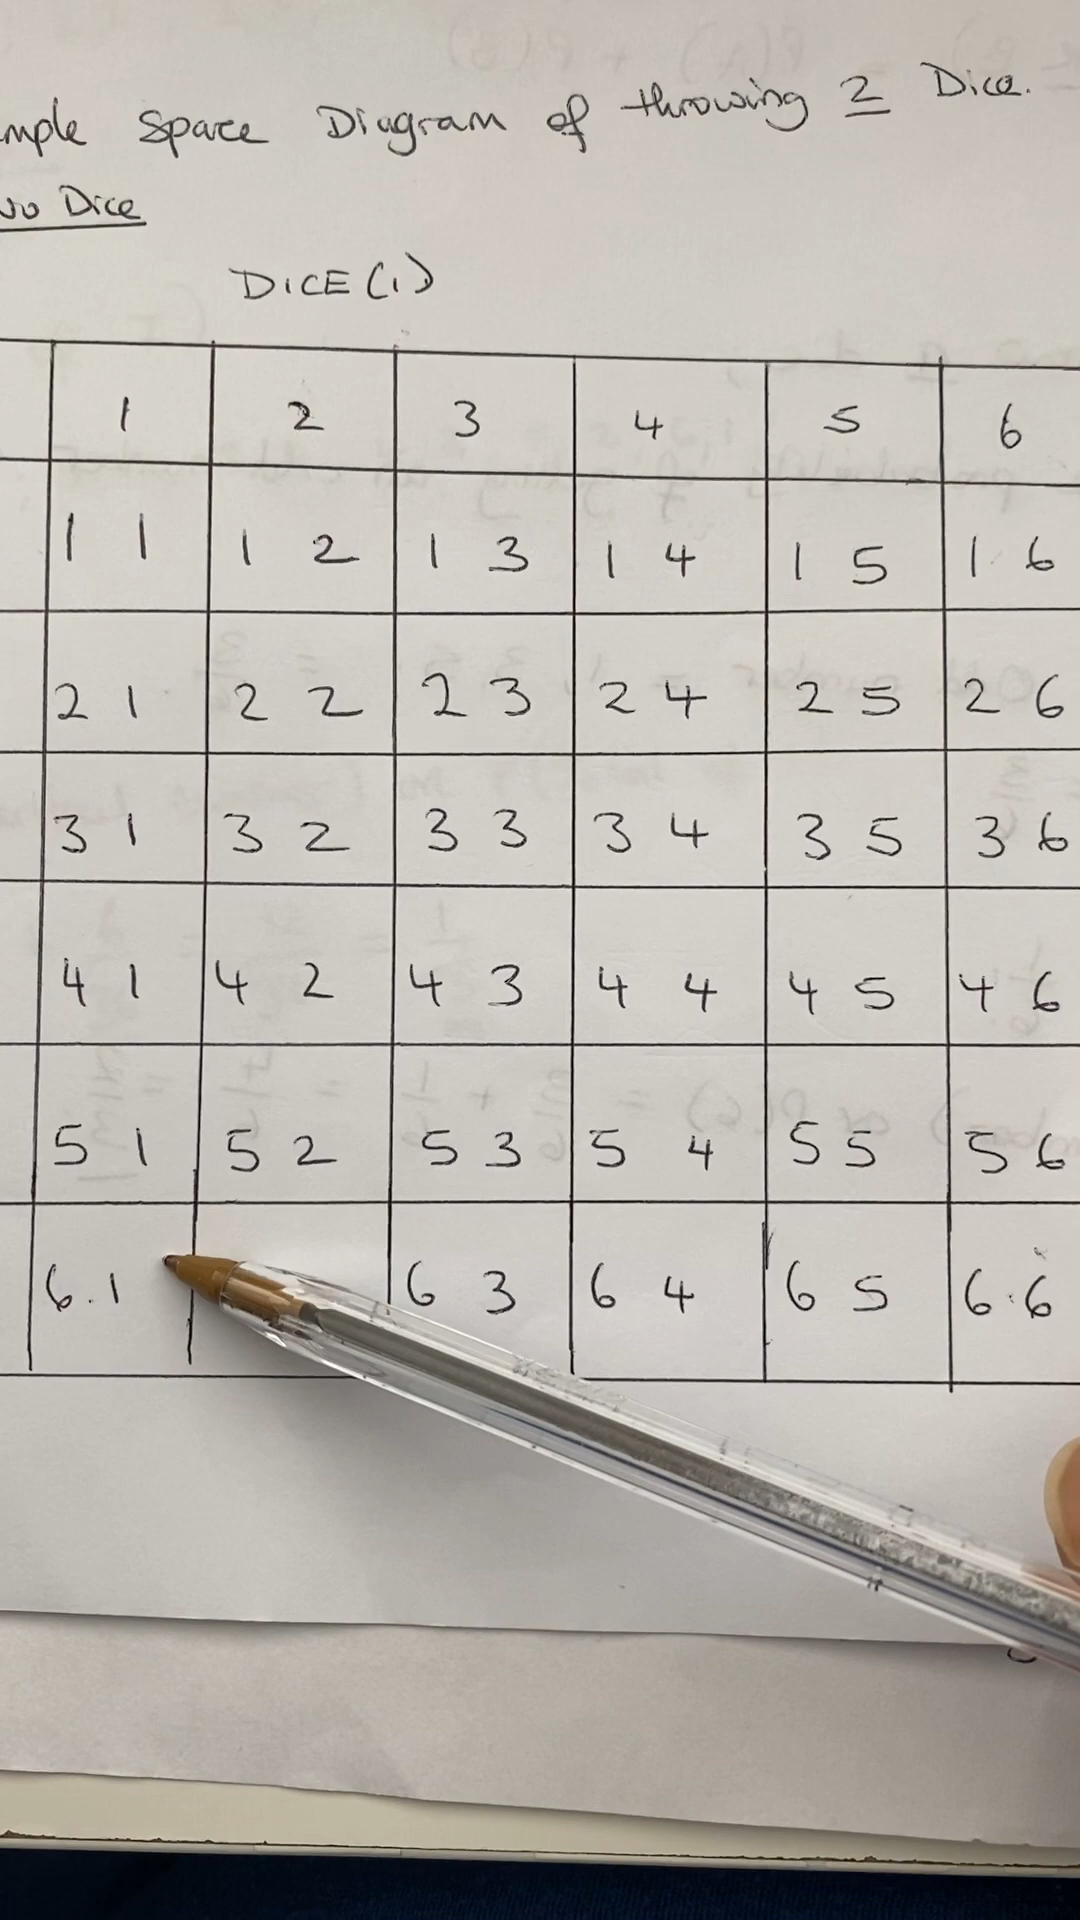 Space Diagram of throwing 2 Dice.
Dice
DICE (1)
1 2 3 4 5 6
1 1 1 2 1 3 1 4 1 5 1 6
2 1 2 2 2 3 2 4 2 5 2 6
3 1 3 2 3 3 3 4 3 5 3 6
4 1 4 2 4 3 4 4 4 5 4 6
5 1 5 2 5 3 5 4 5 5 5 6
6.1 6 3 6 4 6 5 6.6